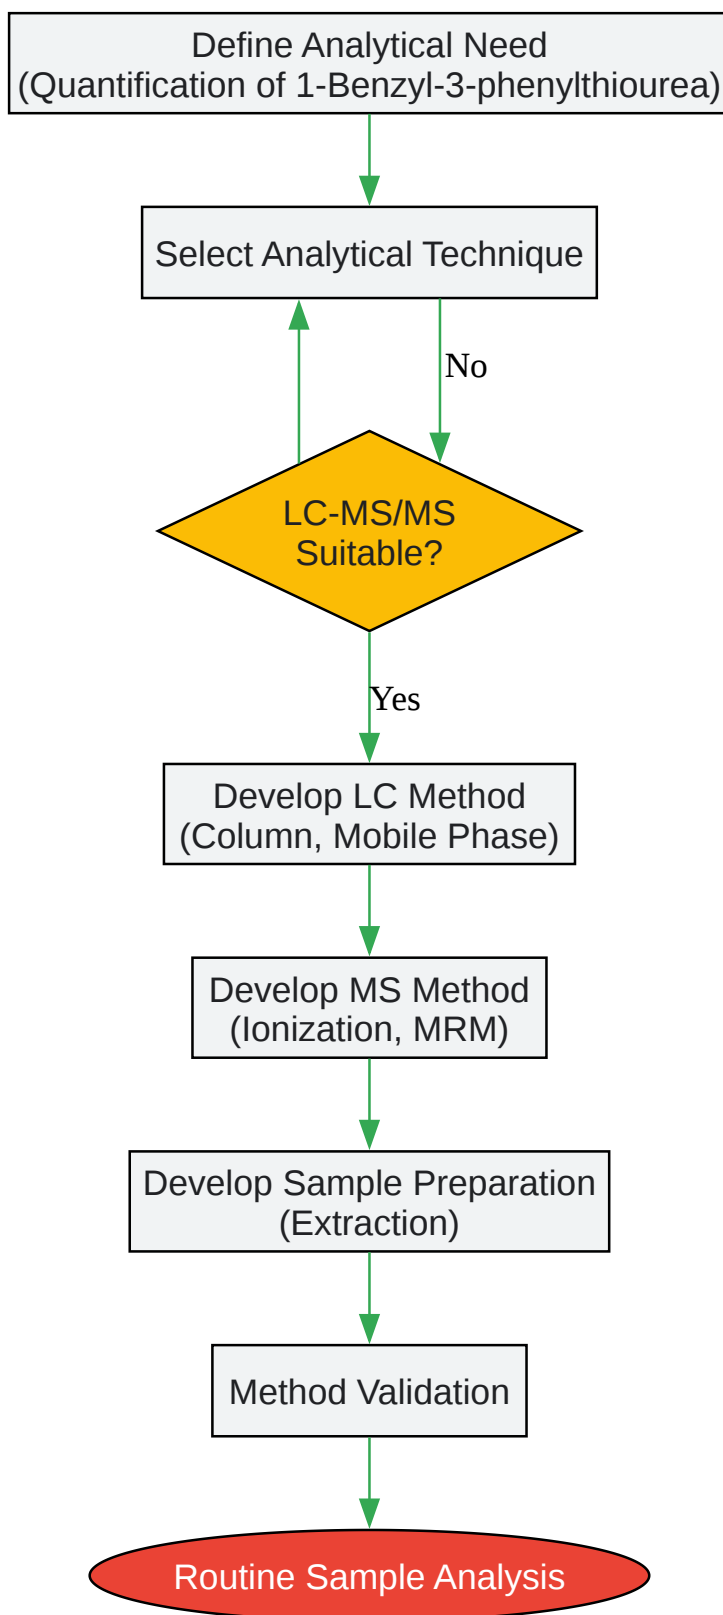 Define Analytical Need
(Quantification of 1-Benzyl-3-phenylthiourea)
Select Analytical Technique
No
LC-MS/MS
Suitable?
Yes
Develop LC Method
(Column, Mobile Phase)
Develop MS Method
(Ionization, MRM)
Develop Sample Preparation
(Extraction)
Method Validation
Routine Sample Analysis